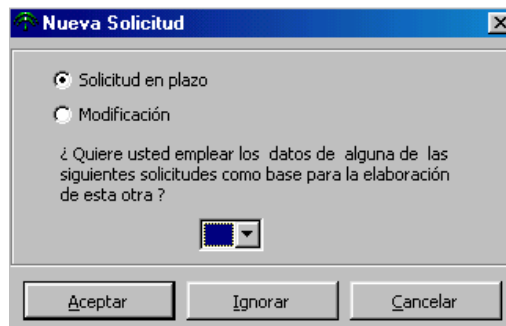 Nueva Solicitud
Solicitud en plazo
Modificación
¿ Quiere usted emplear los datos de alguna de las
siguientes solicitudes como base para la elaboración
de esta otra ?
Aceptar Ignorar Cancelar